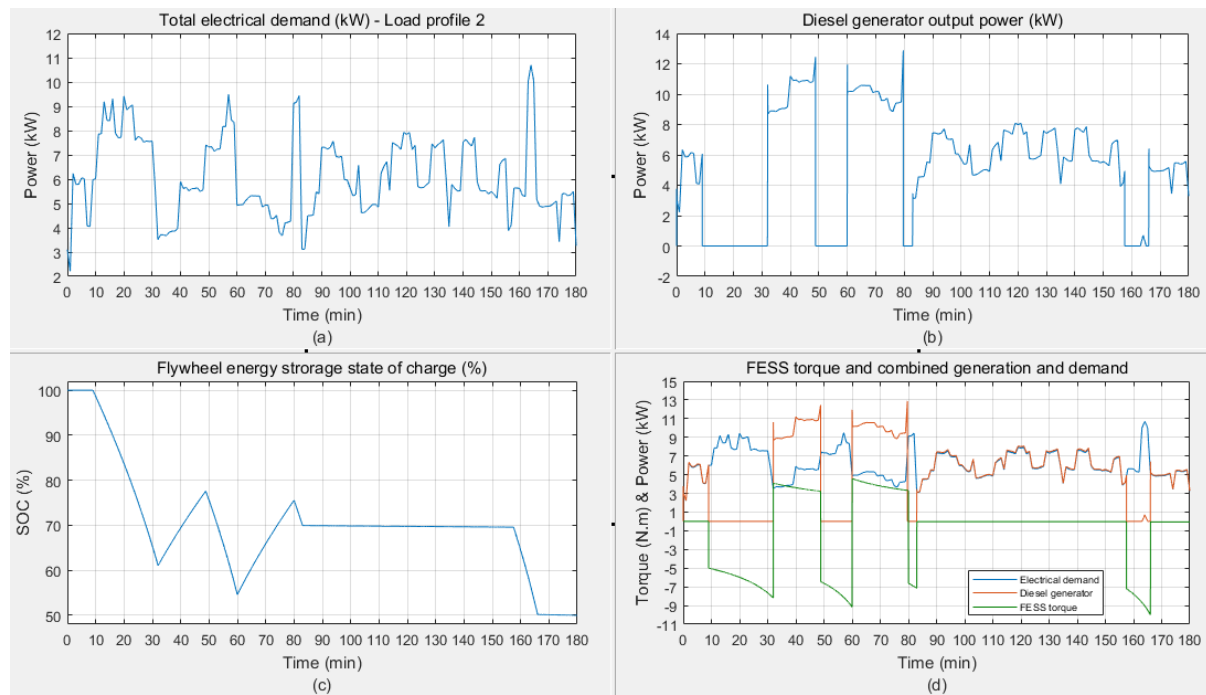 Total electrical demand (kW) - Load profile 2
Power (kW)
12
11
10
9
8
7
6
5
4
3
2
0 10 20 30 40 50 60 70 80 90 100 110 120 130 140 150 160 170 180
Time (min)
(a)
Diesel generator output power (kW)
Power (kW)
14
12
10
8
6
4
2
0
-2
0 10 20 30 40 50 60 70 80 90 100 110 120 130 140 150 160 170 180
Time (min)
(b)
Flywheel energy strorage state of charge (%)
SOC (%)
100
90
80
70
60
50
0 10 20 30 40 50 60 70 80 90 100 110 120 130 140 150 160 170 180
Time (min)
(c)
FESS torque and combined generation and demand
Torque (N.m) & Power (kW)
15
13
11
9
7
5
3
1
-1
-3
-5
-7
-9
-11
Electrical demand
Diesel generator
FESS torque
0 10 20 30 40 50 60 70 80 90 100 110 120 130 140 150 160 170 180
Time (min)
(d)